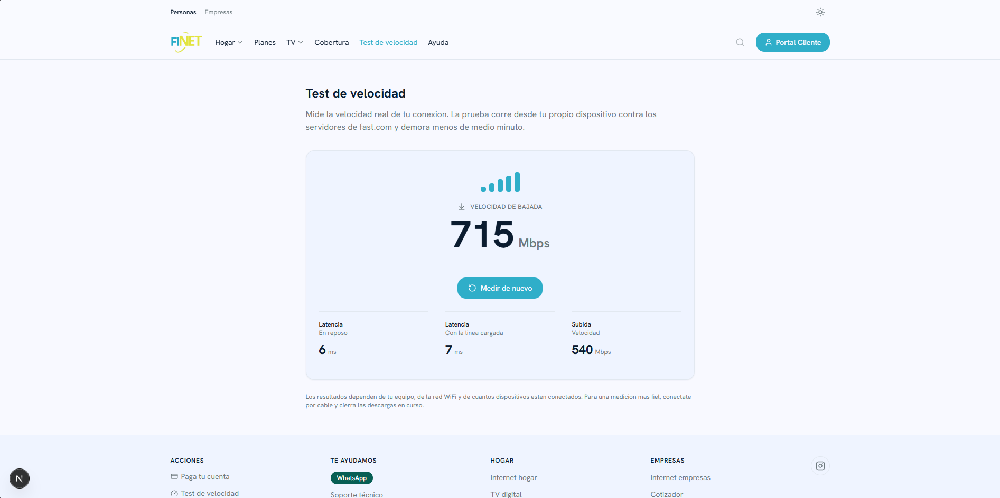 Personas Empresas
FINET Hogar Planes TV Cobertura Test de velocidad Ayuda Portal Cliente
Test de velocidad
Mide la velocidad real de tu conexion. La prueba corre desde tu propio dispositivo contra los
servidores de fast.com y demora menos de medio minuto.
VELOCIDAD DE BAJADA
715 Mbps
Medir de nuevo
Latencia
En reposo
6 ms
Latencia
Con la linea cargada
7 ms
Subida
Velocidad
540 Mbps
Los resultados dependen de tu equipo, de la red WiFi y de cuantos dispositivos esten conectados. Para una medicion mas fiel, conectate
por cable y cierra las descargas en curso.
ACCIONES
Paga tu cuenta
Test de velocidad
TE AYUDAMOS
WhatsApp
Soporte técnico
HOGAR
Internet hogar
TV digital
EMPRESAS
Internet empresas
Cotizador
N